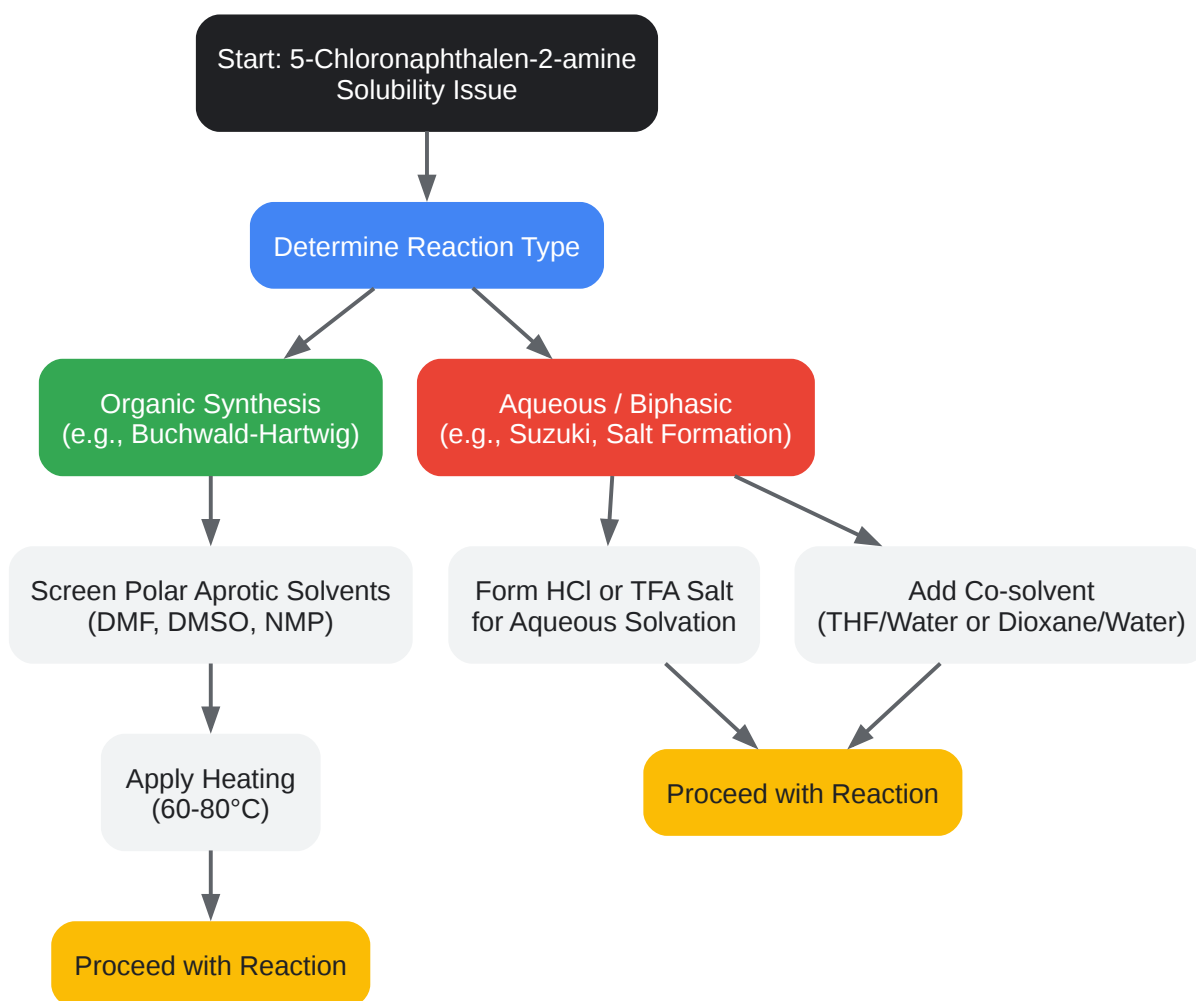 Start: 5-Chloronaphthalen-2-amine
Solubility Issue
Determine Reaction Type
Organic Synthesis
(e.g., Buchwald-Hartwig)
Aqueous / Biphasic
(e.g., Suzuki, Salt Formation)
Screen Polar Aprotic Solvents
(DMF, DMSO, NMP)
Form HCl or TFA Salt
for Aqueous Solvation
Add Co-solvent
(THF/Water or Dioxane/Water)
Apply Heating
(60-80°C)
Proceed with Reaction
Proceed with Reaction